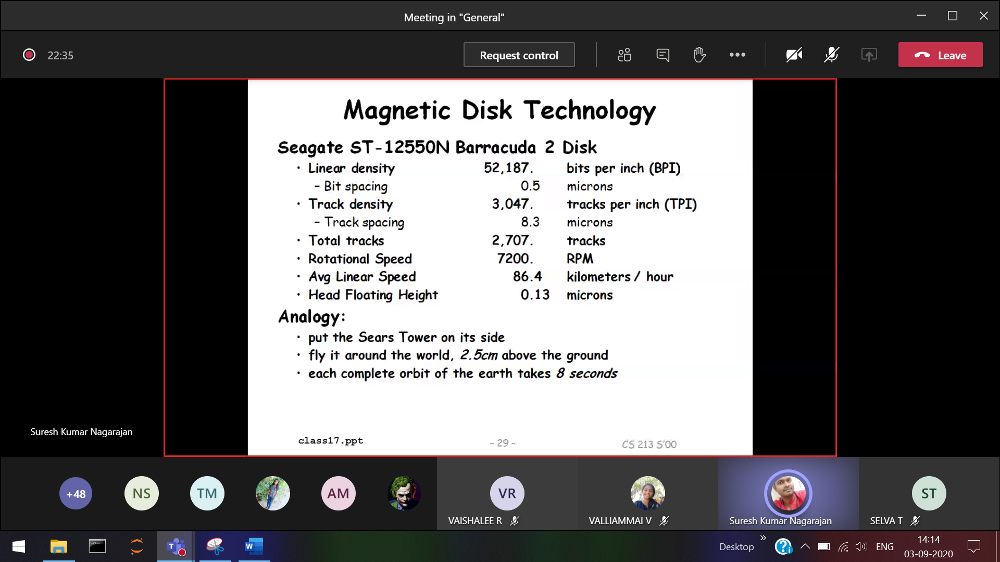 Meeting in "General"
22:35
Request control
Leave
Magnetic Disk Technology
Seagate ST-12550N Barracuda 2 Disk
· Linear density 52,187. bits per inch (BPI)
– Bit spacing 0.5 microns
· Track density 3,047. tracks per inch (TPI)
– Track spacing 8.3 microns
· Total tracks 2,707. tracks
· Rotational Speed 7200. RPM
· Avg Linear Speed 86.4 kilometers / hour
· Head Floating Height 0.13 microns
Analogy:
· put the Sears Tower on its side
· fly it around the world, 2.5cm above the ground
· each complete orbit of the earth takes 8 seconds
class17.ppt – 29 – CS 213 S'00
Suresh Kumar Nagarajan
+48 NS TM AM VR ST
VAISHALEE R VALLIAMMAI V Suresh Kumar Nagarajan SELVA T
Desktop ENG
14:14
03-09-2020